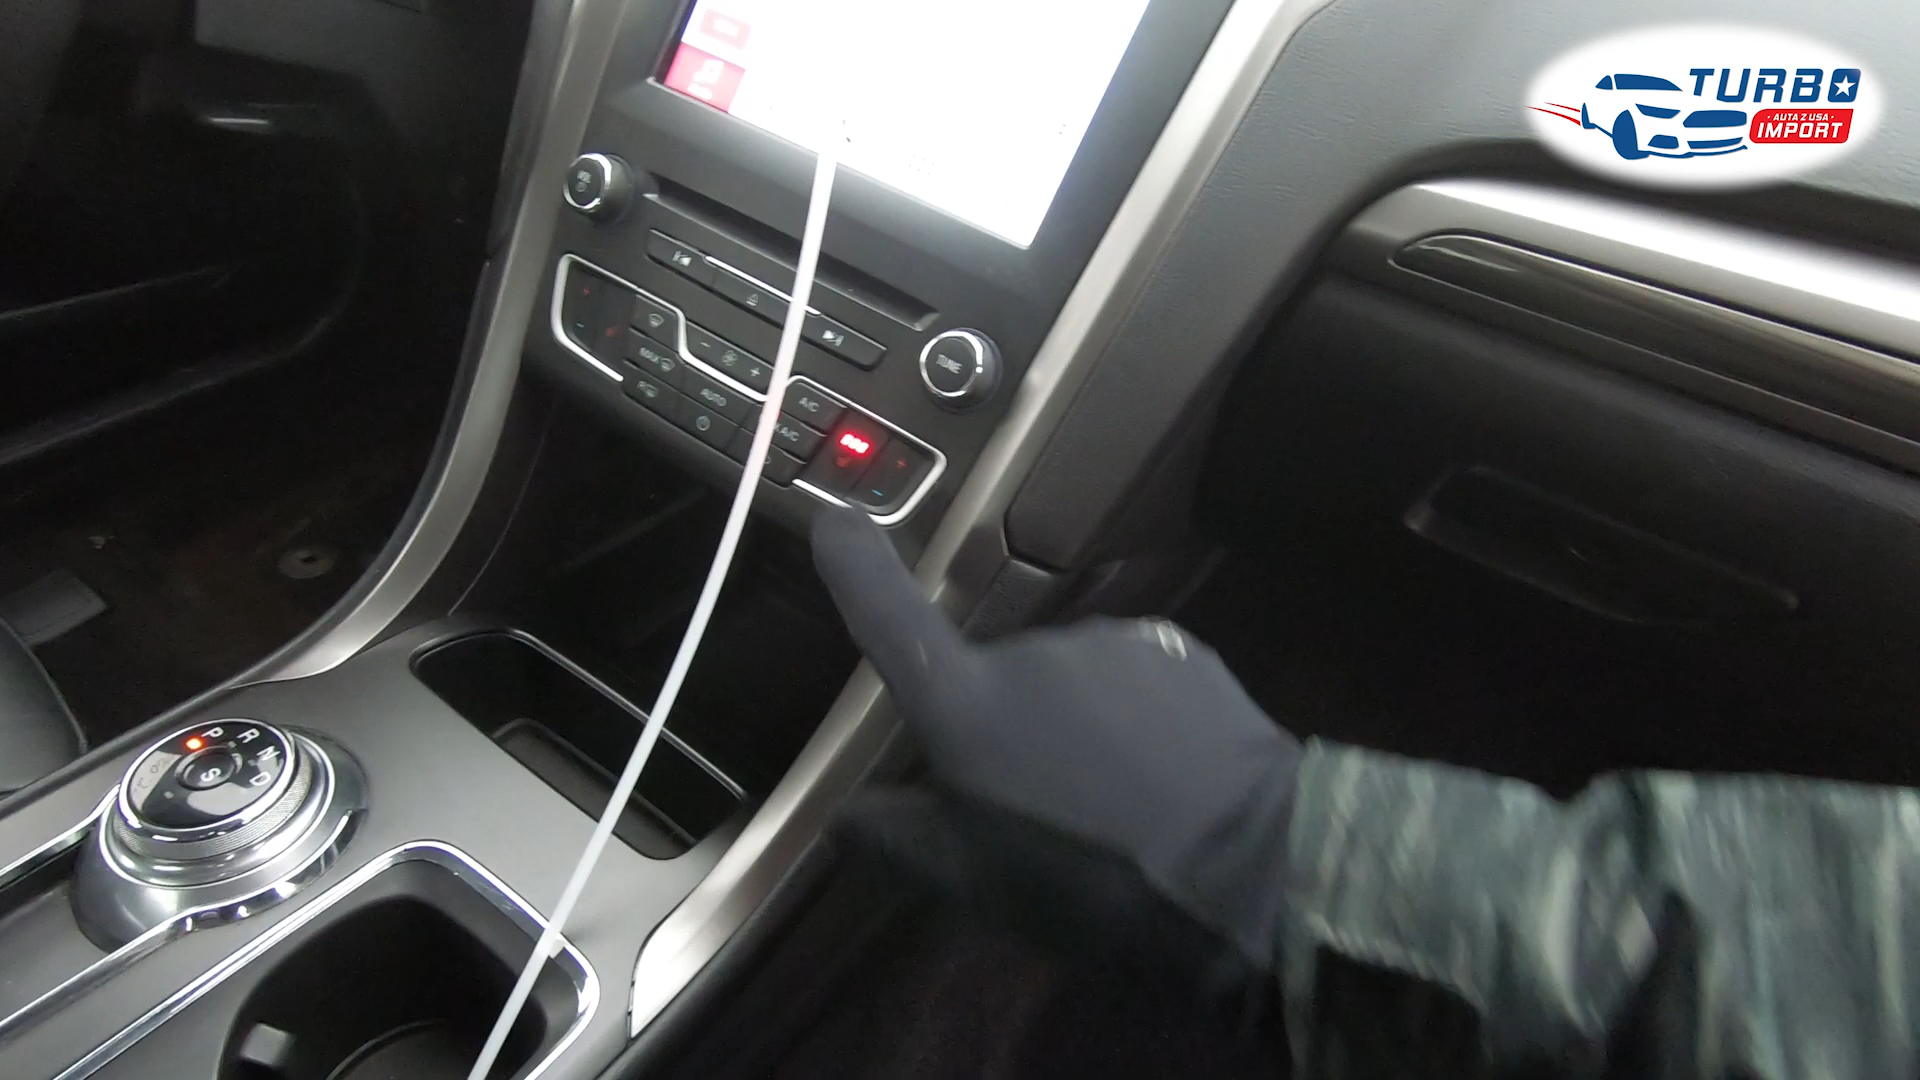 TURBO
· AUTA Z USA ·
IMPORT
VOL
TUNE
MAX
R
AUTO
A/C
A/C
P R N D
S